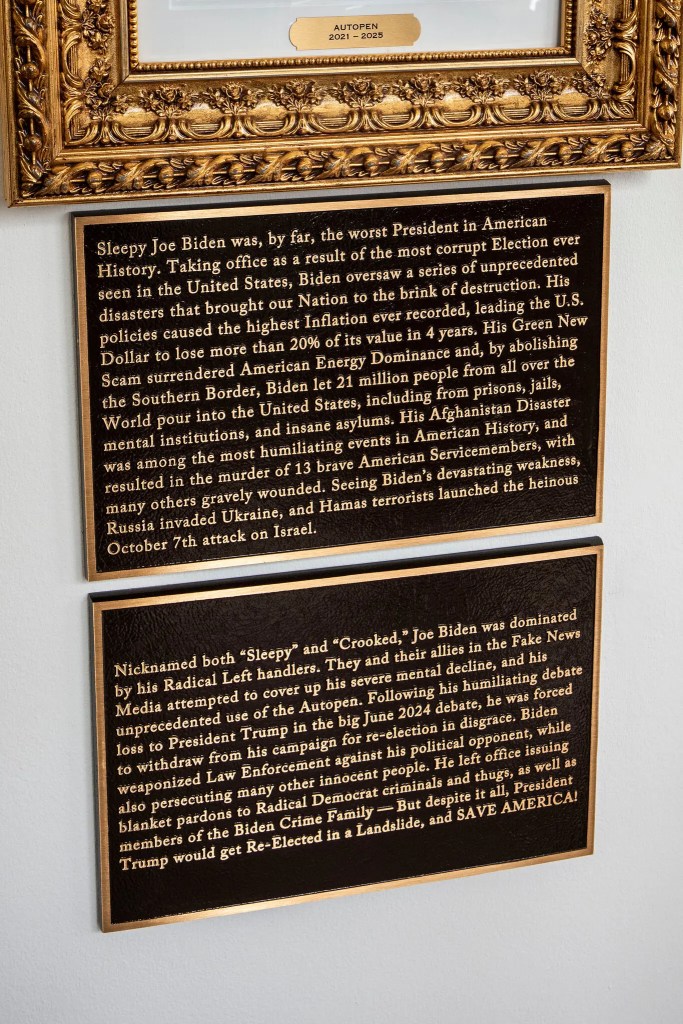 AUTOPEN
2021 – 2025
Sleepy Joe Biden was, by far, the worst President in American
History. Taking office as a result of the most corrupt Election ever
seen in the United States, Biden oversaw a series of unprecedented
disasters that brought our Nation to the brink of destruction. His
policies caused the highest Inflation ever recorded, leading the U.S.
Dollar to lose more than 20% of its value in 4 years. His Green New
Scam surrendered American Energy Dominance and, by abolishing
the Southern Border, Biden let 21 million people from all over the
World pour into the United States, including from prisons, jails,
mental institutions, and insane asylums. His Afghanistan Disaster
was among the most humiliating events in American History, and
resulted in the murder of 13 brave American Servicemembers, with
many others gravely wounded. Seeing Biden's devastating weakness,
Russia invaded Ukraine, and Hamas terrorists launched the heinous
October 7th attack on Israel.
Nicknamed both “Sleepy” and “Crooked,” Joe Biden was dominated
by his Radical Left handlers. They and their allies in the Fake News
Media attempted to cover up his severe mental decline, and his
unprecedented use of the Autopen. Following his humiliating debate
loss to President Trump in the big June 2024 debate, he was forced
to withdraw from his campaign for re-election in disgrace. Biden
weaponized Law Enforcement against his political opponent, while
also persecuting many other innocent people. He left office issuing
blanket pardons to Radical Democrat criminals and thugs, as well as
members of the Biden Crime Family — But despite it all, President
Trump would get Re-Elected in a Landslide, and SAVE AMERICA!